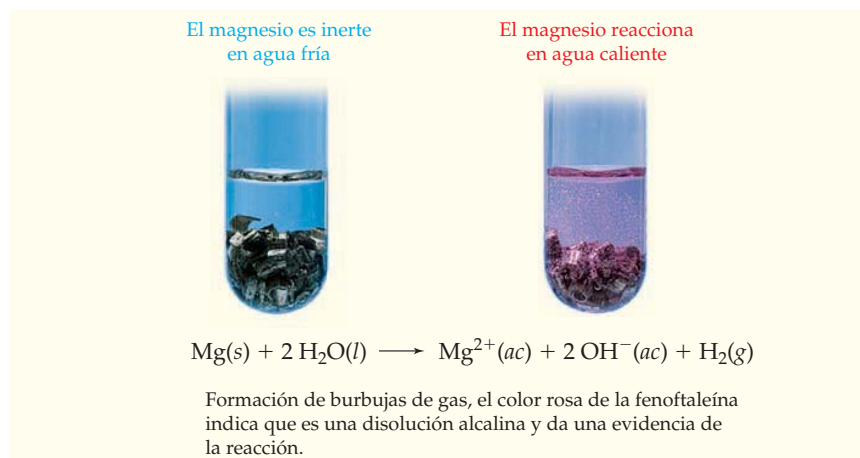 El magnesio es inerte
en agua fría
El magnesio reacciona
en agua caliente
Mg(s) + 2 H₂O(l) ⟶ Mg²⁺(ac) + 2 OH⁻(ac) + H₂(g)
Formación de burbujas de gas, el color rosa de la fenoftaleína
indica que es una disolución alcalina y da una evidencia de
la reacción.